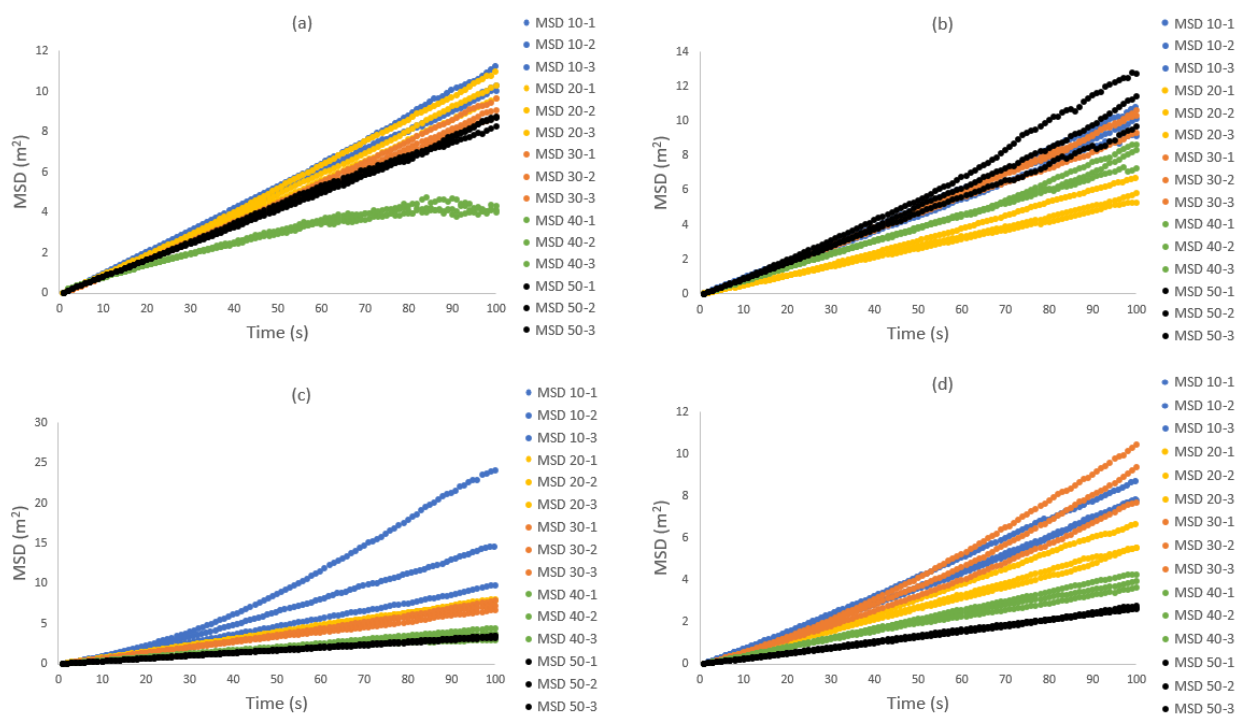 (a)
MSD (m²)
12
10
8
6
4
2
0
0 10 20 30 40 50 60 70 80 90 100
Time (s)
MSD 10-1
MSD 10-2
MSD 10-3
MSD 20-1
MSD 20-2
MSD 20-3
MSD 30-1
MSD 30-2
MSD 30-3
MSD 40-1
MSD 40-2
MSD 40-3
MSD 50-1
MSD 50-2
MSD 50-3
(b)
MSD (m²)
14
12
10
8
6
4
2
0
0 10 20 30 40 50 60 70 80 90 100
Time (s)
MSD 10-1
MSD 10-2
MSD 10-3
MSD 20-1
MSD 20-2
MSD 20-3
MSD 30-1
MSD 30-2
MSD 30-3
MSD 40-1
MSD 40-2
MSD 40-3
MSD 50-1
MSD 50-2
MSD 50-3
(c)
MSD (m²)
30
25
20
15
10
5
0
0 10 20 30 40 50 60 70 80 90 100
Time (s)
MSD 10-1
MSD 10-2
MSD 10-3
MSD 20-1
MSD 20-2
MSD 20-3
MSD 30-1
MSD 30-2
MSD 30-3
MSD 40-1
MSD 40-2
MSD 40-3
MSD 50-1
MSD 50-2
MSD 50-3
(d)
MSD (m²)
12
10
8
6
4
2
0
0 10 20 30 40 50 60 70 80 90 100
Time (s)
MSD 10-1
MSD 10-2
MSD 10-3
MSD 20-1
MSD 20-2
MSD 20-3
MSD 30-1
MSD 30-2
MSD 30-3
MSD 40-1
MSD 40-2
MSD 40-3
MSD 50-1
MSD 50-2
MSD 50-3